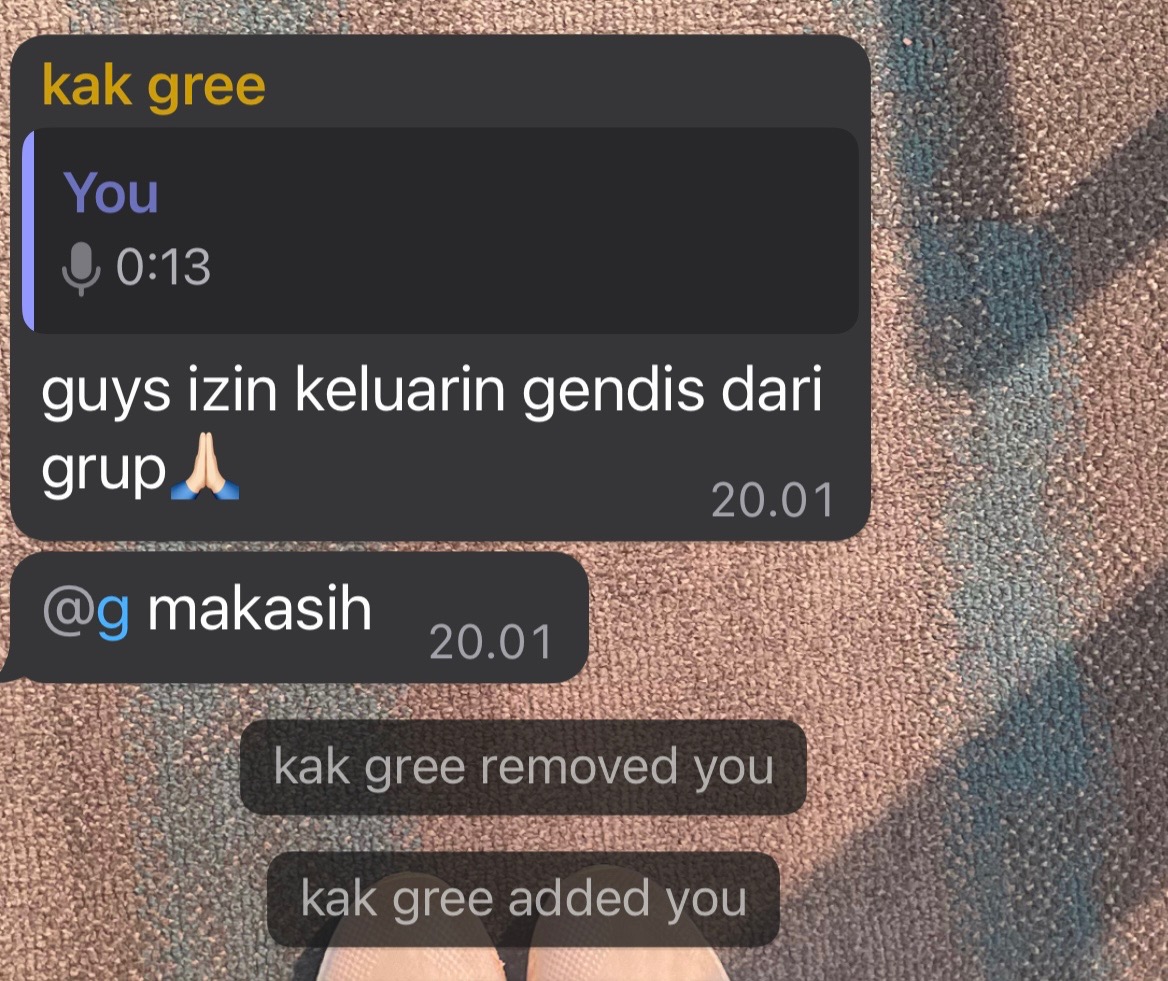 kak gree
You
0:13
guys izin keluarin gendis dari
grup🙏🏻
20.01
@g makasih
20.01
kak gree removed you
kak gree added you